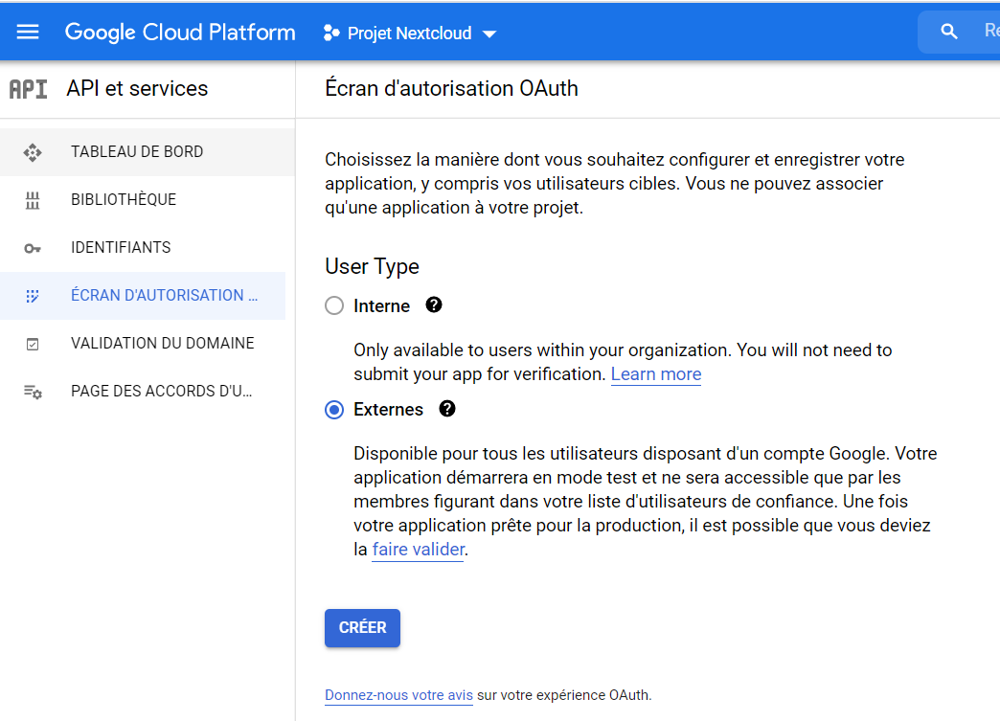 Google Cloud Platform
Projet Nextcloud
API
API et services
TABLEAU DE BORD
BIBLIOTHÈQUE
IDENTIFIANTS
ÉCRAN D'AUTORISATION ...
VALIDATION DU DOMAINE
PAGE DES ACCORDS D'U...
Écran d'autorisation OAuth
Choisissez la manière dont vous souhaitez configurer et enregistrer votre
application, y compris vos utilisateurs cibles. Vous ne pouvez associer
qu'une application à votre projet.
User Type
Interne
Only available to users within your organization. You will not need to
submit your app for verification. Learn more
Externes
Disponible pour tous les utilisateurs disposant d'un compte Google. Votre
application démarrera en mode test et ne sera accessible que par les
membres figurant dans votre liste d'utilisateurs de confiance. Une fois
votre application prête pour la production, il est possible que vous deviez
la faire valider.
CRÉER
Donnez-nous votre avis sur votre expérience OAuth.